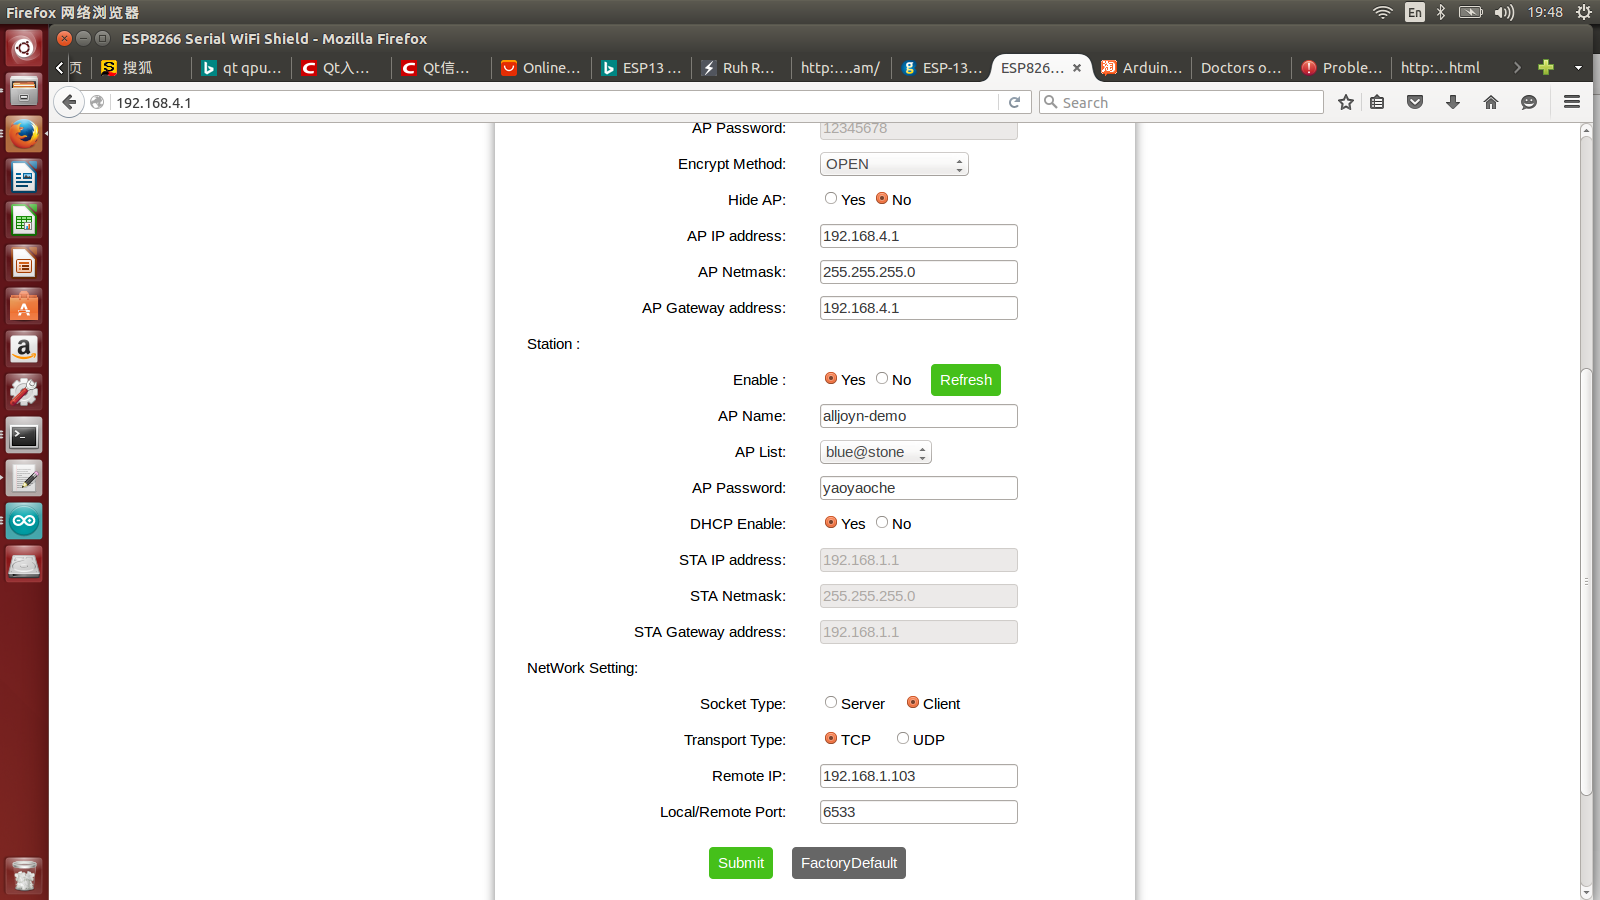 Firefox 网络浏览器
En
19:48
ESP8266 Serial WiFi Shield - Mozilla Firefox
页
搜狐
qt qpu...
Qt入...
Qt信...
Online...
ESP13 ...
Ruh R...
http:...am/
ESP-13...
ESP826...
Arduin...
Doctors o...
Proble...
http:...html
192.168.4.1
Search
AP Password: 12345678
Encrypt Method: OPEN
Hide AP: Yes No
AP IP address: 192.168.4.1
AP Netmask: 255.255.255.0
AP Gateway address: 192.168.4.1
Station :
Enable : Yes No Refresh
AP Name: alljoyn-demo
AP List: blue@stone
AP Password: yaoyaoche
DHCP Enable: Yes No
STA IP address: 192.168.1.1
STA Netmask: 255.255.255.0
STA Gateway address: 192.168.1.1
NetWork Setting:
Socket Type: Server Client
Transport Type: TCP UDP
Remote IP: 192.168.1.103
Local/Remote Port: 6533
Submit FactoryDefault